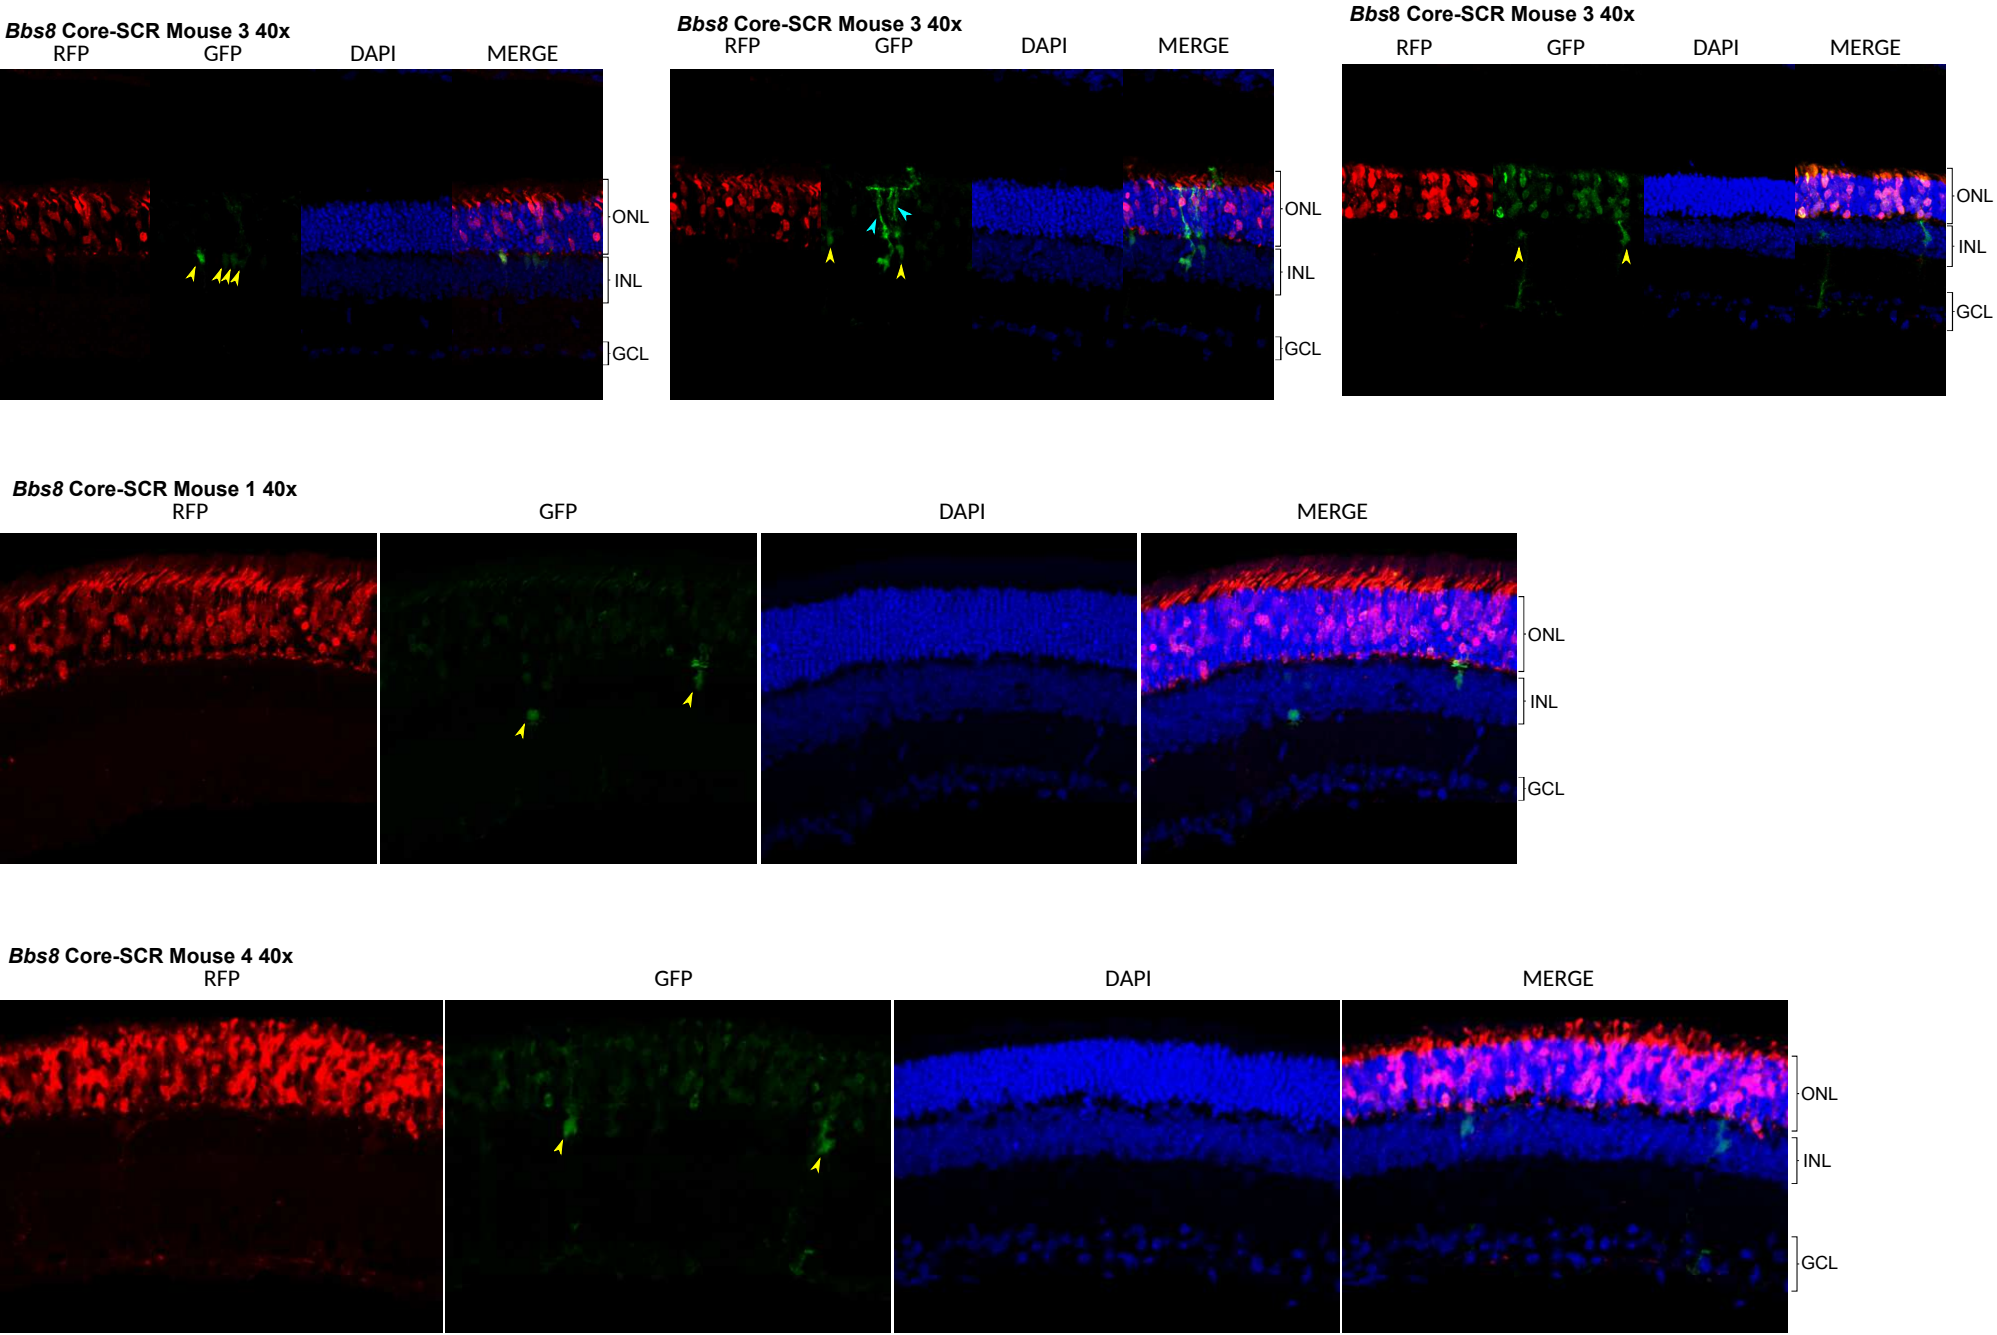 Bbs8 Core-SCR Mouse 3 40x
RFP GFP DAPI MERGE
ONL
INL
GCL
Bbs8 Core-SCR Mouse 3 40x
RFP GFP DAPI MERGE
ONL
INL
GCL
Bbs8 Core-SCR Mouse 3 40x
RFP GFP DAPI MERGE
ONL
INL
GCL
Bbs8 Core-SCR Mouse 1 40x
RFP GFP DAPI MERGE
ONL
INL
GCL
Bbs8 Core-SCR Mouse 4 40x
RFP GFP DAPI MERGE
ONL
INL
GCL